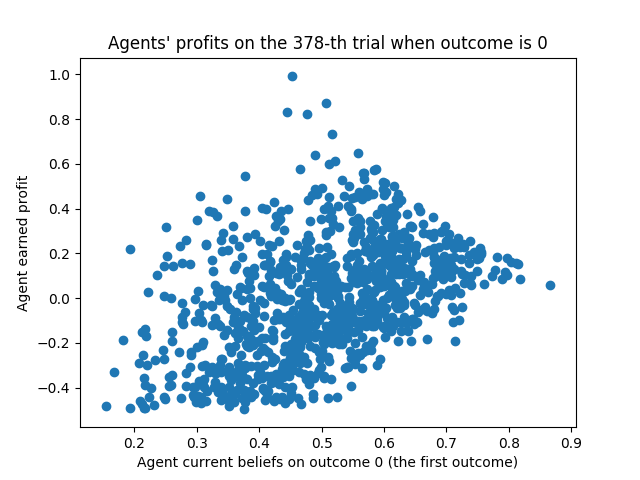 Agents' profits on the 378-th trial when outcome is 0
1.0
0.8
0.6
0.4
0.2
0.0
−0.2
−0.4
Agent earned profit
0.2 0.3 0.4 0.5 0.6 0.7 0.8 0.9
Agent current beliefs on outcome 0 (the first outcome)